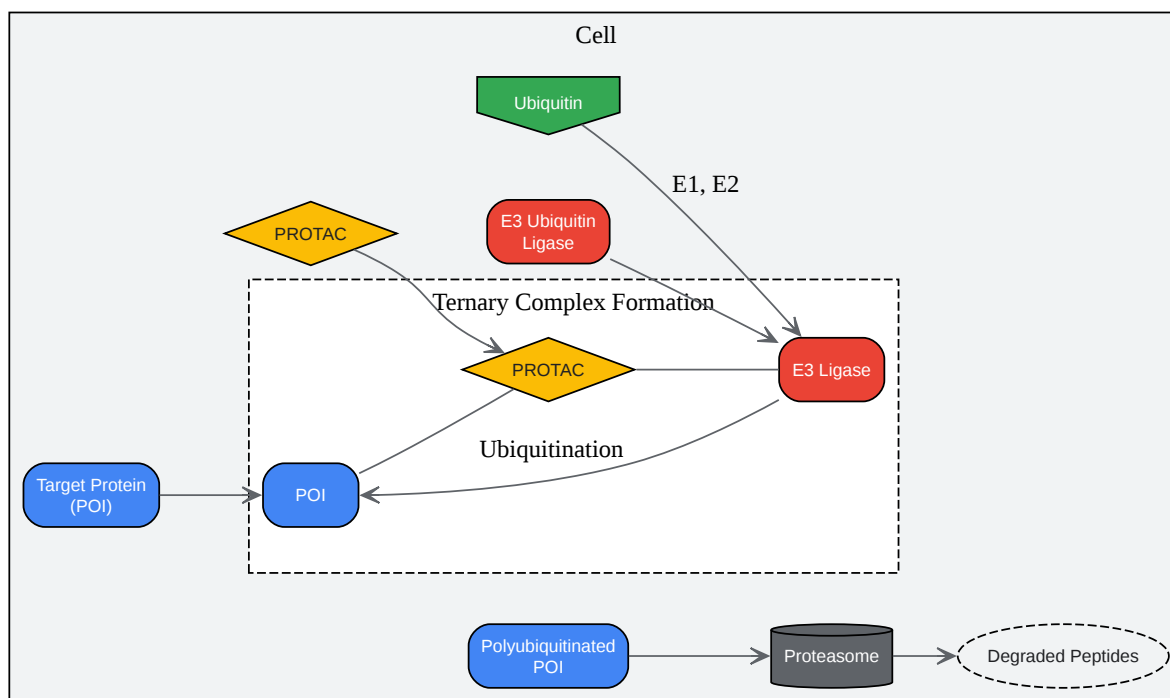 Cell
Ubiquitin
E1, E2
E3 Ubiquitin
Ligase
PROTAC
Ternary Complex Formation
PROTAC
E3 Ligase
Ubiquitination
Target Protein
(POI)
POI
Polyubiquitinated
POI
Proteasome
Degraded Peptides